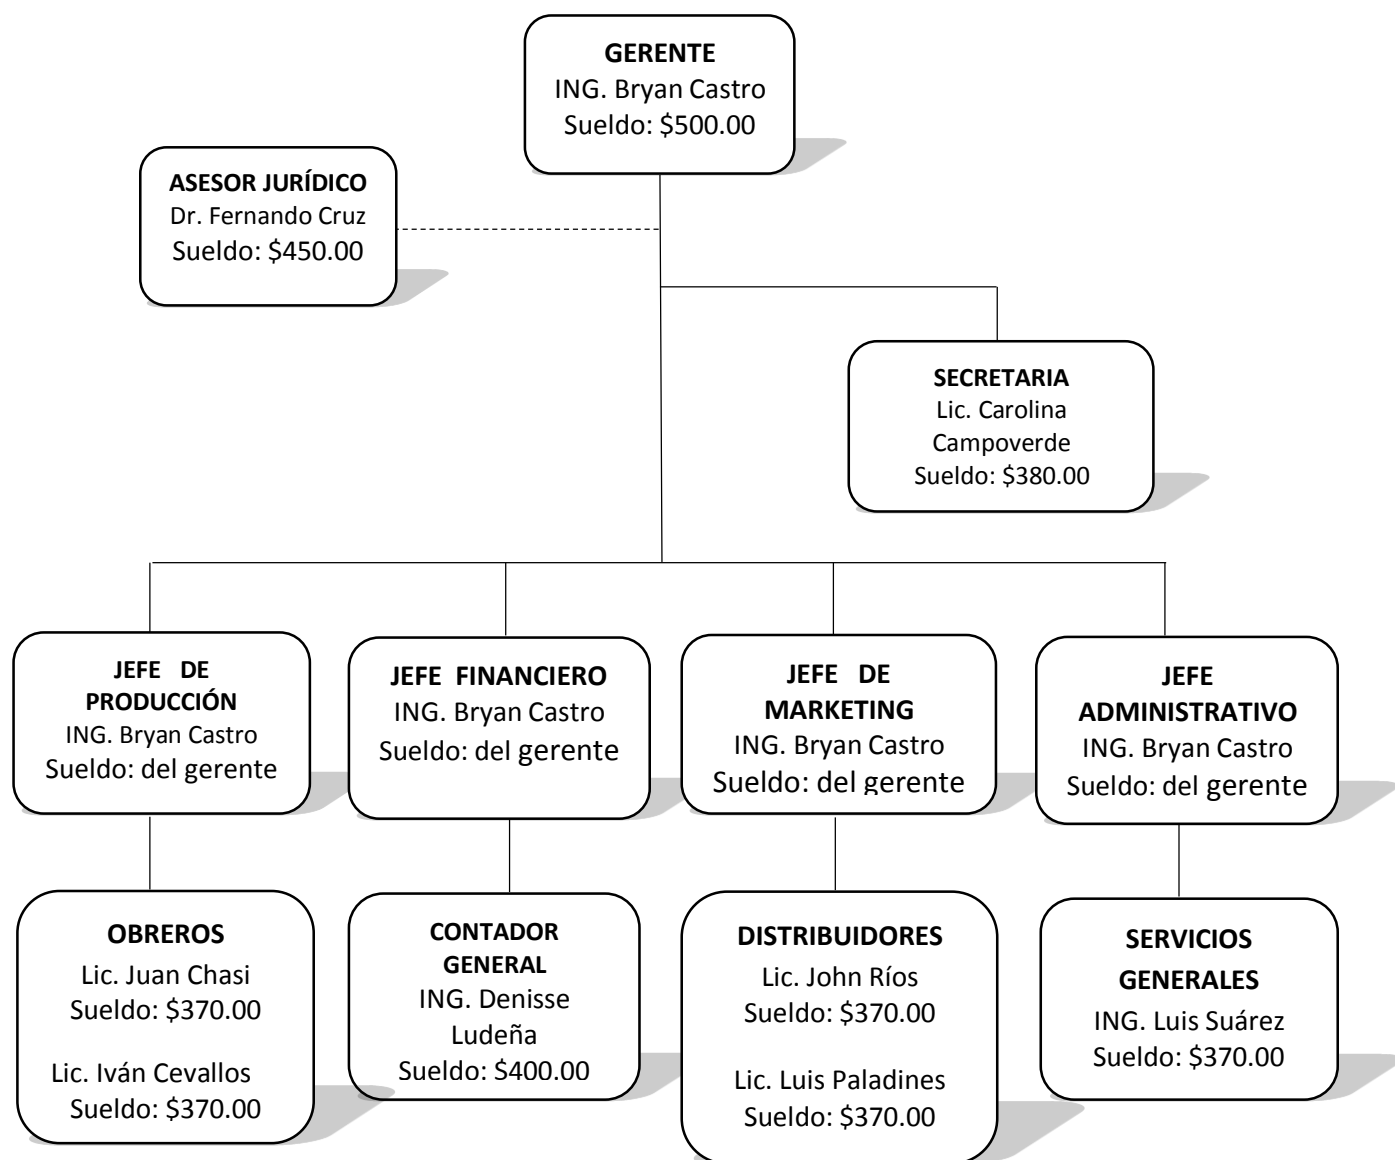 GERENTE
ING. Bryan Castro
Sueldo: $500.00
ASESOR JURÍDICO
Dr. Fernando Cruz
Sueldo: $450.00
SECRETARIA
Lic. Carolina
Campoverde
Sueldo: $380.00
JEFE DE
PRODUCCIÓN
ING. Bryan Castro
Sueldo: del gerente
JEFE FINANCIERO
ING. Bryan Castro
Sueldo: del gerente
JEFE DE
MARKETING
ING. Bryan Castro
Sueldo: del gerente
JEFE
ADMINISTRATIVO
ING. Bryan Castro
Sueldo: del gerente
OBREROS
Lic. Juan Chasi
Sueldo: $370.00
Lic. Iván Cevallos
Sueldo: $370.00
CONTADOR
GENERAL
ING. Denisse
Ludeña
Sueldo: $400.00
DISTRIBUIDORES
Lic. John Ríos
Sueldo: $370.00
Lic. Luis Paladines
Sueldo: $370.00
SERVICIOS
GENERALES
ING. Luis Suárez
Sueldo: $370.00